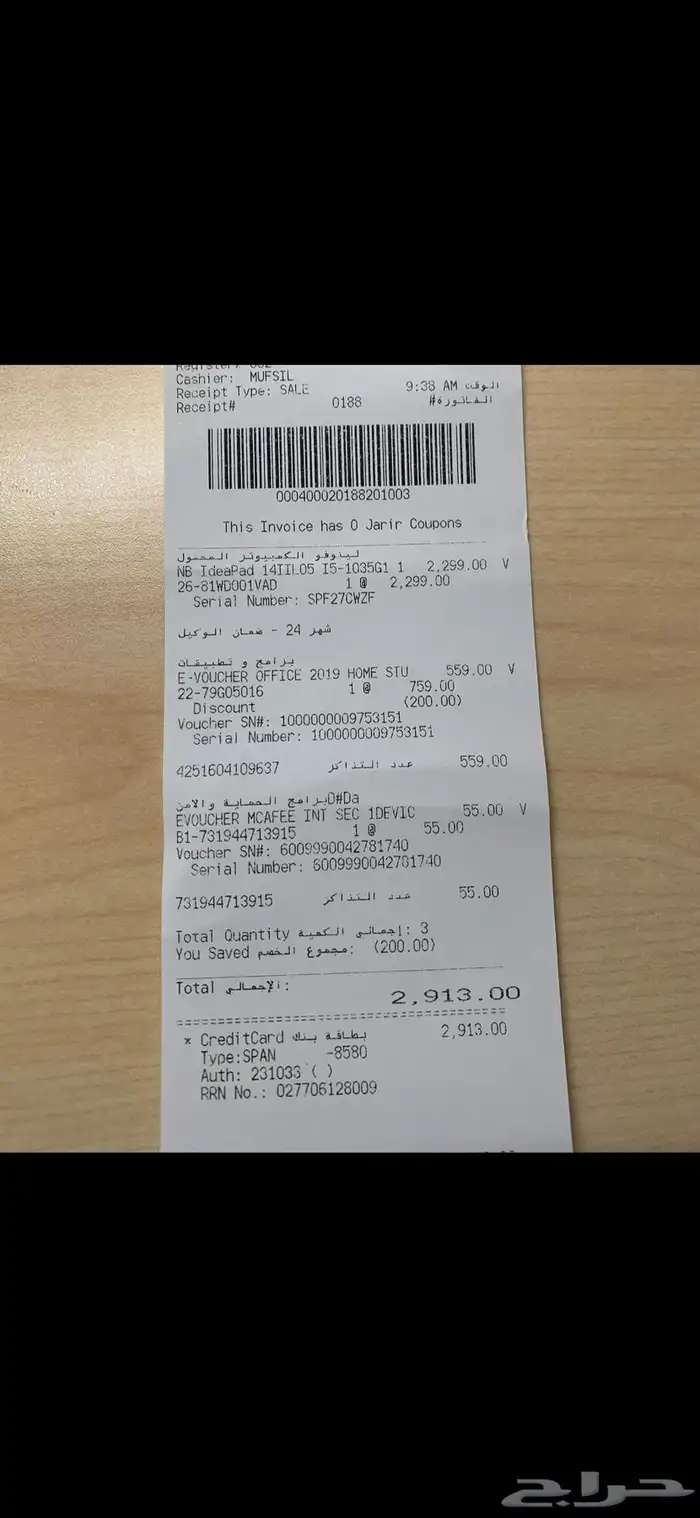 Cashier: MUFSIL
Receipt Type: SALE 9:38 AM الوقت
Receipt# 0188 الفاتورة#
000400020188201003
This Invoice has 0 Jarir Coupons
لينوفو الكمبيوتر المحمول
NB IdeaPad 14IIL05 I5-1035G1 1 2,299.00 V
26-81WD001VAD 1 @ 2,299.00
Serial Number: SPF27CWZF
شهر 24 - ضمان الوكيل
برامج و تطبيقات
E-VOUCHER OFFICE 2019 HOME STU 559.00 V
22-79G05016 1 @ 759.00
Discount (200.00)
Voucher SN#: 1000000009753151
Serial Number: 1000000009753151
4251604109637 عدد التذاكر 559.00
برامج الحماية والامن0#Da
EVOUCHER MCAFEE INT SEC 1DEVIC 55.00 V
B1-731944713915 1 @ 55.00
Voucher SN#: 6009990042781740
Serial Number: 6009990042781740
731944713915 عدد التذاكر 55.00
Total Quantity إجمالي الكمية: 3
You Saved مجموع الخصم: (200.00)
Total الإجمالي:
2,913.00
* CreditCard بطاقة بنك 2,913.00
Type:SPAN -8580
Auth: 231033 ( )
RRN No.: 027706128009
حراج